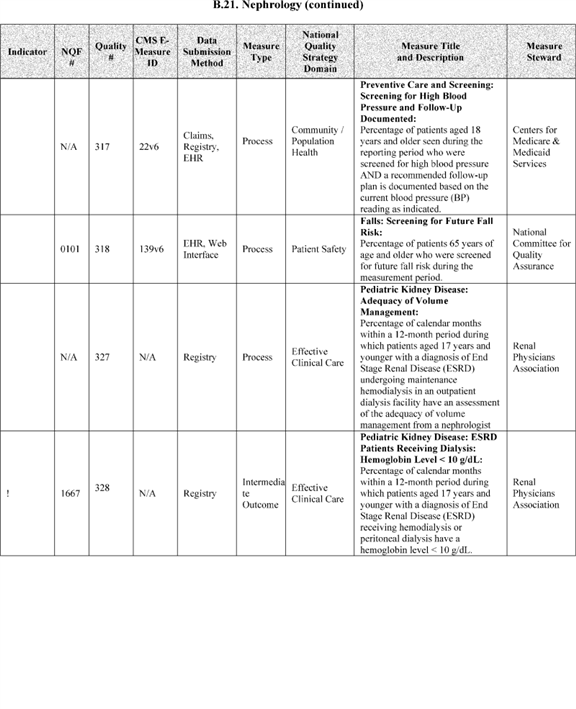 B.21. Nephrology (continued)
Indicator
NQF
#
Quality
#
CMS E-
Measure
ID
Data
Submission
Method
Measure
Type
National
Quality
Strategy
Domain
Measure Title
and Description
Measure
Steward
N/A
317
22v6
Claims,
Registry,
EHR
Process
Community /
Population
Health
Preventive Care and Screening:
Screening for High Blood
Pressure and Follow-Up
Documented:
Percentage of patients aged 18
years and older seen during the
reporting period who were
screened for high blood pressure
AND a recommended follow-up
plan is documented based on the
current blood pressure (BP)
reading as indicated.
Centers for
Medicare &
Medicaid
Services
0101
318
139v6
EHR, Web
Interface
Process
Patient Safety
Falls: Screening for Future Fall
Risk:
Percentage of patients 65 years of
age and older who were screened
for future fall risk during the
measurement period.
National
Committee for
Quality
Assurance
N/A
327
N/A
Registry
Process
Effective
Clinical Care
Pediatric Kidney Disease:
Adequacy of Volume
Management:
Percentage of calendar months
within a 12-month period during
which patients aged 17 years and
younger with a diagnosis of End
Stage Renal Disease (ESRD)
undergoing maintenance
hemodialysis in an outpatient
dialysis facility have an assessment
of the adequacy of volume
management from a nephrologist
Renal
Physicians
Association
!
1667
328
N/A
Registry
Intermedia
te
Outcome
Effective
Clinical Care
Pediatric Kidney Disease: ESRD
Patients Receiving Dialysis:
Hemoglobin Level < 10 g/dL:
Percentage of calendar months
within a 12-month period during
which patients aged 17 years and
younger with a diagnosis of End
Stage Renal Disease (ESRD)
receiving hemodialysis or
peritoneal dialysis have a
hemoglobin level < 10 g/dL.
Renal
Physicians
Association